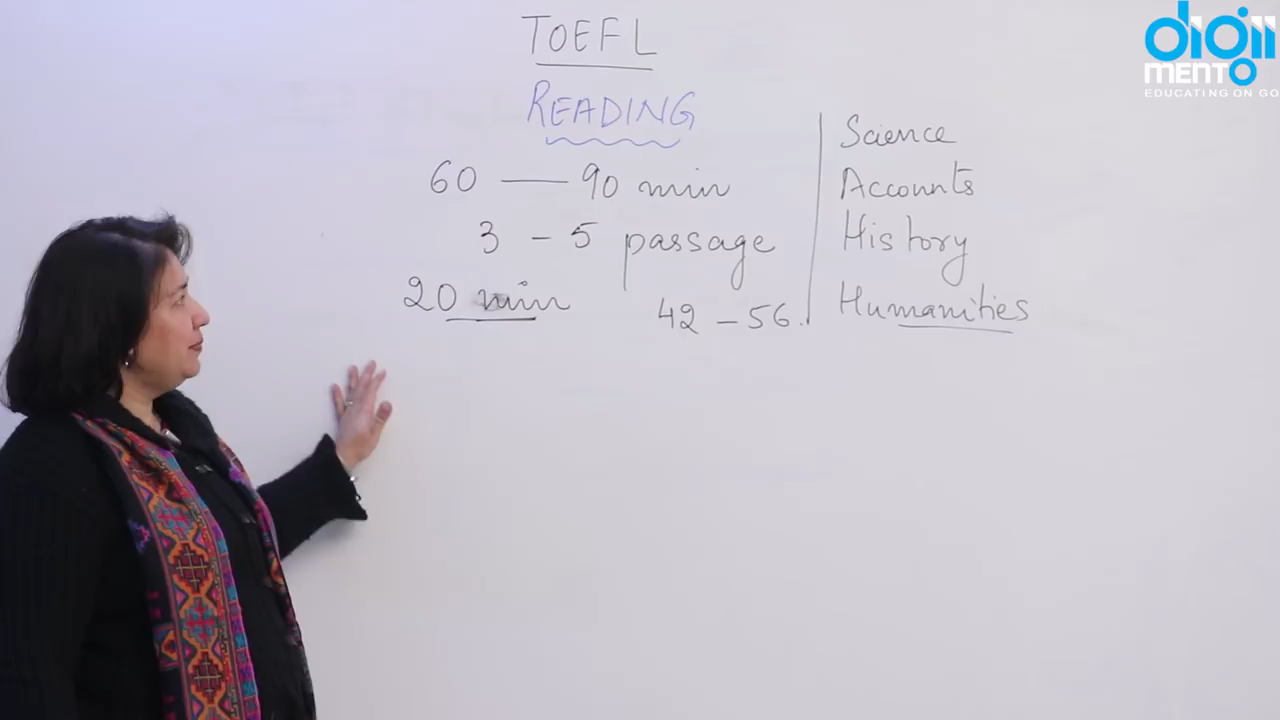 TOEFL
READING
60 — 90 min
3 - 5 passage
20 min
42 - 56.
Science
Accounts
History
Humanities
digii
MENTO
EDUCATING ON GO